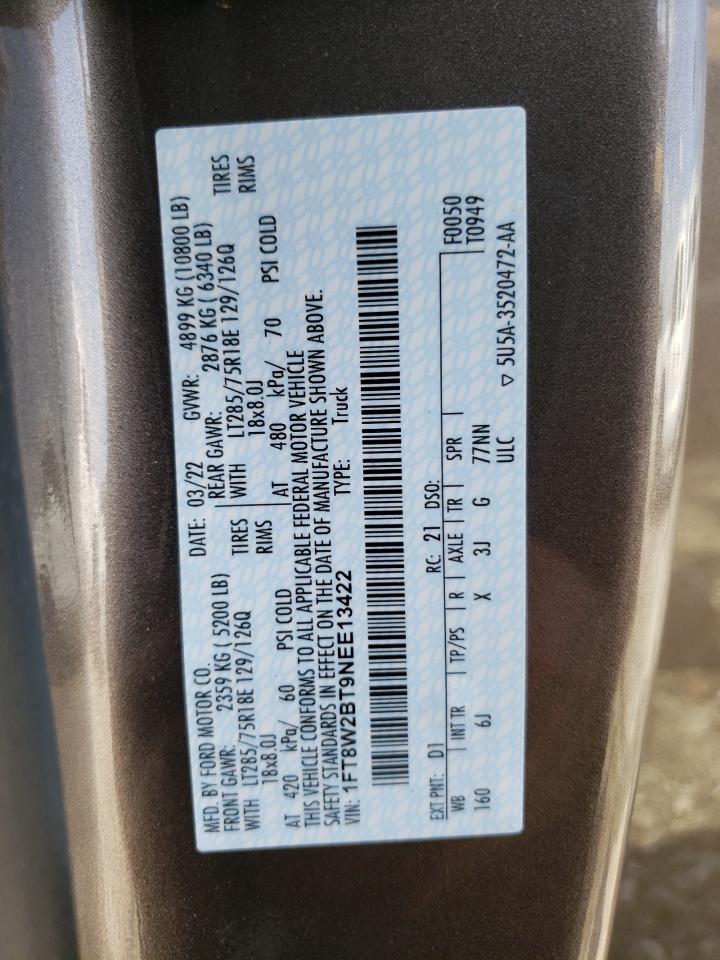 MFD. BY FORD MOTOR CO.
DATE: 03/22 GVWR: 4899 KG (10800 LB)
FRONT GAWR: 2359 KG ( 5200 LB) REAR GAWR: 2876 KG ( 6340 LB)
WITH LT285/75R18E 129/126Q TIRES WITH LT285/75R18E 129/126Q TIRES
18x8.0J RIMS 18x8.0J RIMS
AT 420 kPa/ 60 PSI COLD AT 480 kPa/ 70 PSI COLD
THIS VEHICLE CONFORMS TO ALL APPLICABLE FEDERAL MOTOR VEHICLE
SAFETY STANDARDS IN EFFECT ON THE DATE OF MANUFACTURE SHOWN ABOVE.
VIN: 1FT8W2BT9NEE13422 TYPE: Truck
EXT PNT: D1 RC: 21 DSO: F0050
WB INT TR TP/PS R AXLE TR SPR T0949
160 6J X 3J G 77NN
ULC ▽ 5U5A-3520472-AA